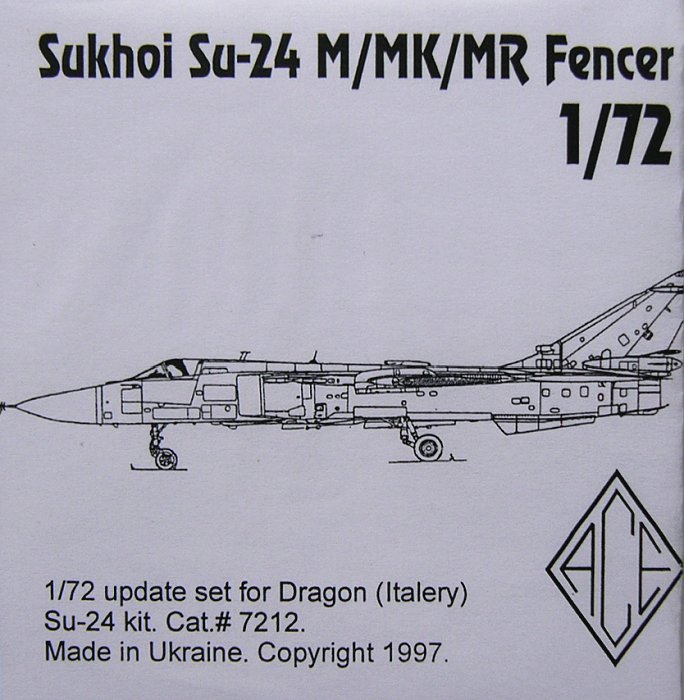 Sukhoi Su-24 M/MK/MR Fencer
1/72
ACE
1/72 update set for Dragon (Italery)
Su-24 kit. Cat.# 7212.
Made in Ukraine. Copyright 1997.